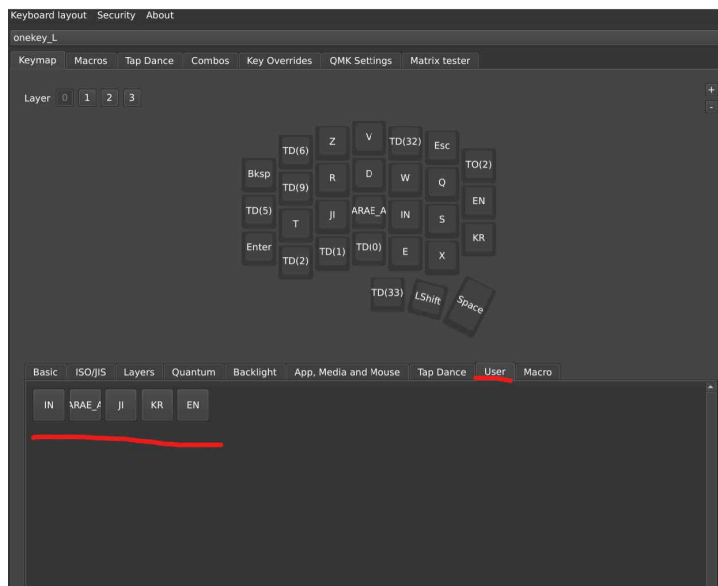 Keyboard layout Security About
onekey_L
Keymap Macros Tap Dance Combos Key Overrides QMK Settings Matrix tester
Layer 0 1 2 3
+
-
TD(6) Z V TD(32) Esc
Bksp TD(9) R D W Q TO(2)
TD(5) T JI ARAE_A IN S EN
Enter TD(2) TD(1) TD(0) E X KR
TD(33) LShift Space
Basic ISO/JIS Layers Quantum Backlight App, Media and Mouse Tap Dance User Macro
IN ARAE_A JI KR EN